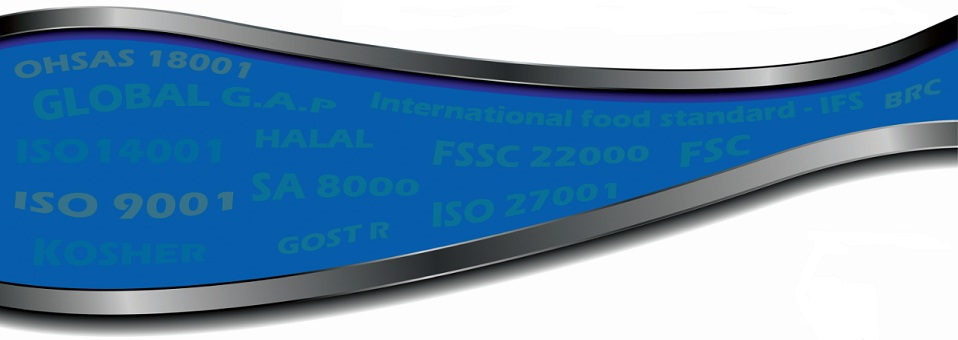 OHSAS 18001
GLOBAL G.A.P
International food standard - IFS
BRC
ISO14001
HALAL
FSSC 22000
FSC
ISO 9001
SA 8000
ISO 27001
KOSHER
GOST R